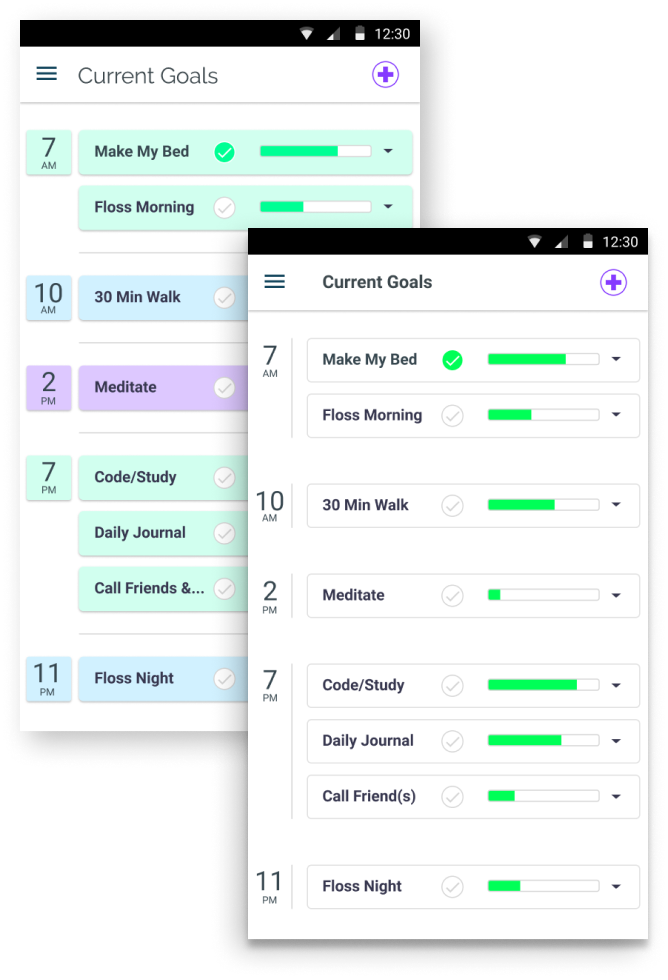 12:30
Current Goals
7 AM
Make My Bed
Floss Morning
10 AM
30 Min Walk
2 PM
Meditate
7 PM
Code/Study
Daily Journal
Call Friends &...
11 PM
Floss Night
12:30
Current Goals
7 AM
Make My Bed
Floss Morning
10 AM
30 Min Walk
2 PM
Meditate
7 PM
Code/Study
Daily Journal
Call Friend(s)
11 PM
Floss Night